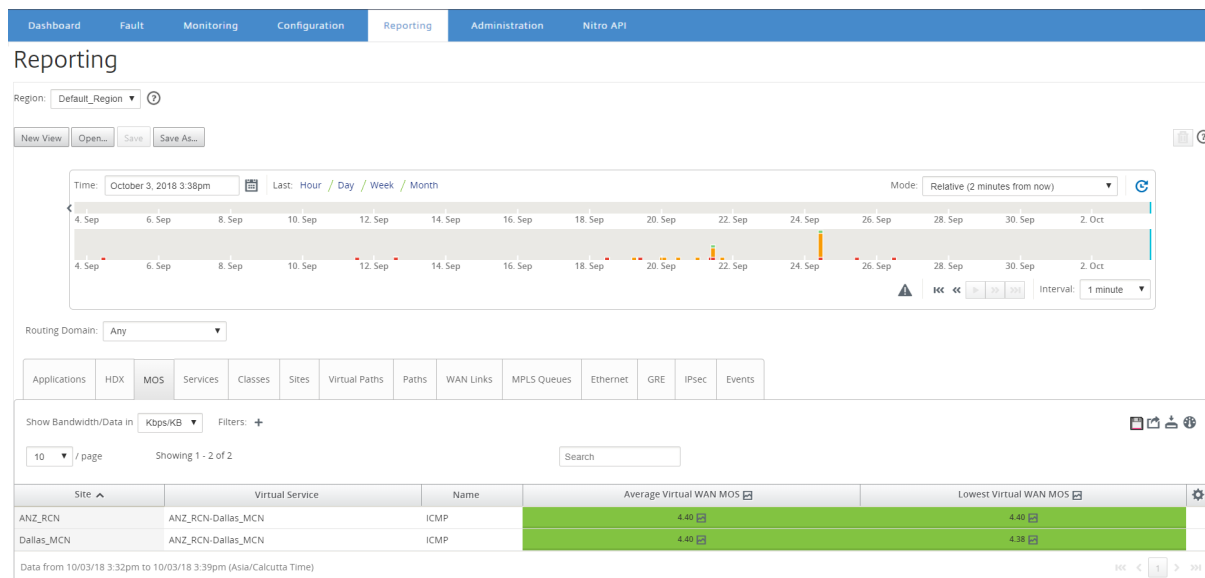 Dashboard Fault Monitoring Configuration Reporting Administration Nitro API
Reporting
Region: Default_Region ?
New View Open... Save Save As... ?
Time: October 3, 2018 3:38pm Last: Hour / Day / Week / Month Mode: Relative (2 minutes from now)
4. Sep 6. Sep 8. Sep 10. Sep 12. Sep 14. Sep 16. Sep 18. Sep 20. Sep 22. Sep 24. Sep 26. Sep 28. Sep 30. Sep 2. Oct
4. Sep 6. Sep 8. Sep 10. Sep 12. Sep 14. Sep 16. Sep 18. Sep 20. Sep 22. Sep 24. Sep 26. Sep 28. Sep 30. Sep 2. Oct
Interval: 1 minute
Routing Domain: Any
Applications HDX MOS Services Classes Sites Virtual Paths Paths WAN Links MPLS Queues Ethernet GRE IPsec Events
Show Bandwidth/Data in Kbps/KB Filters: +
10 / page Showing 1 - 2 of 2 Search
Site Virtual Service Name Average Virtual WAN MOS Lowest Virtual WAN MOS
ANZ_RCN ANZ_RCN-Dallas_MCN ICMP 4.40 4.40
Dallas_MCN ANZ_RCN-Dallas_MCN ICMP 4.40 4.38
Data from 10/03/18 3:32pm to 10/03/18 3:39pm (Asia/Calcutta Time) 1